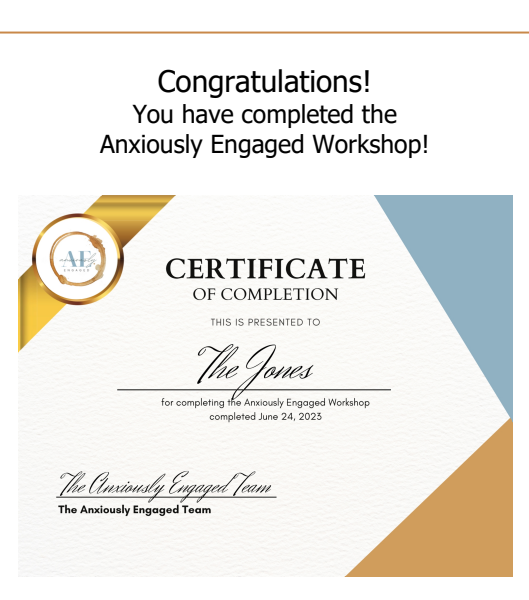 Congratulations!
You have completed the
Anxiously Engaged Workshop!
AE
anxiously
ENGAGED
CERTIFICATE
OF COMPLETION
THIS IS PRESENTED TO
The Jones
for completing the Anxiously Engaged Workshop
completed June 24, 2023
The Anxiously Engaged Team
The Anxiously Engaged Team